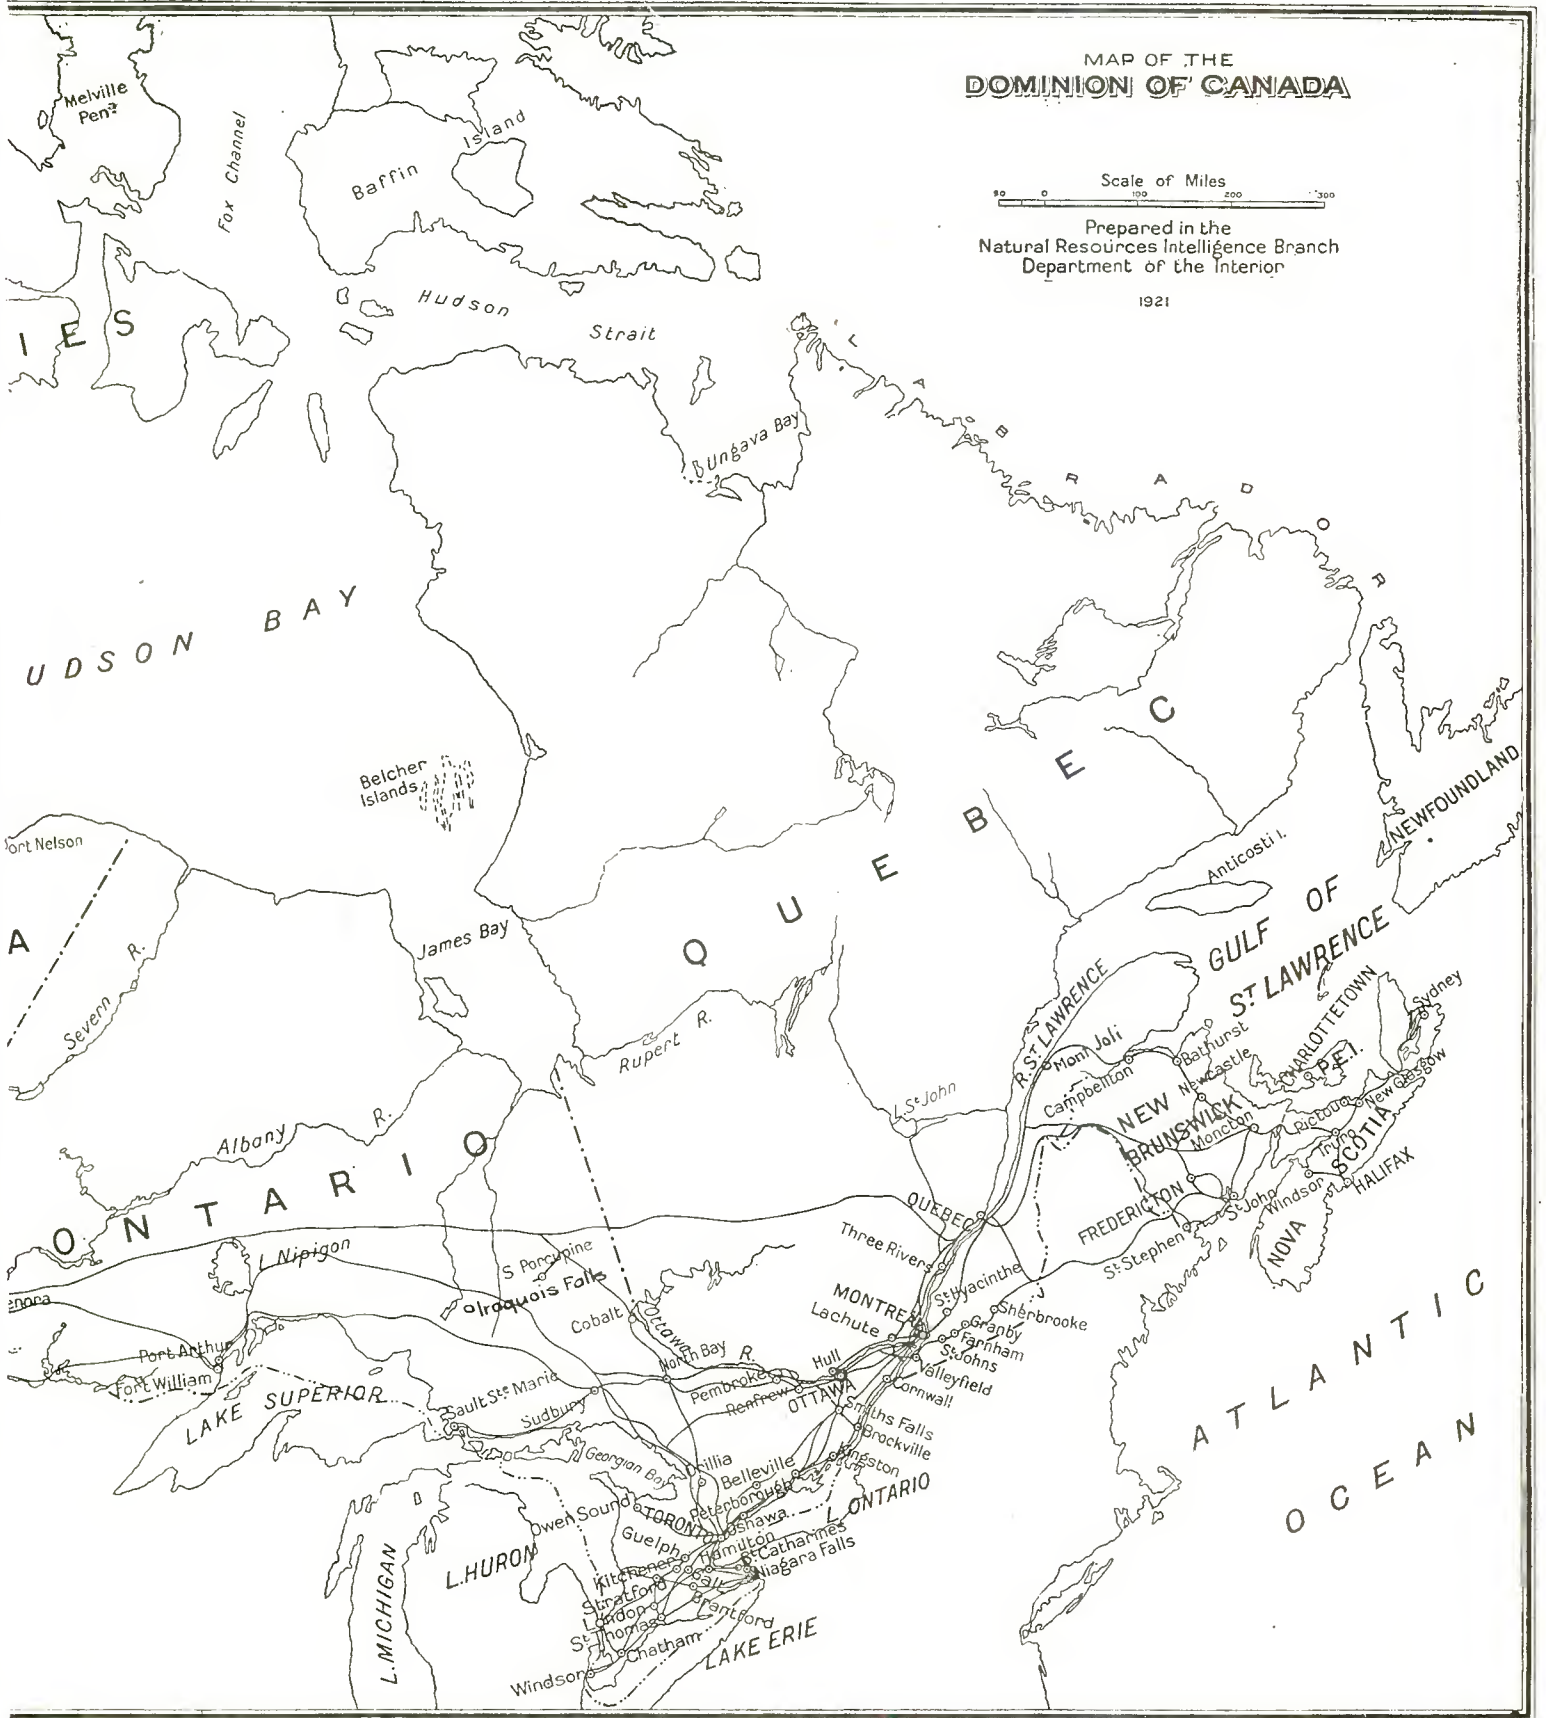 MAP OF THE
DOMINION OF CANADA
Scale of Miles
50 0 100 200 300
Prepared in the
Natural Resources Intelligence Branch
Department of the Interior
1921
Melville
Pen.ª
Fox Channel
Baffin
Island
Hudson
Strait
IES
Ungava Bay
LABRADOR
UDSON BAY
Belcher
Islands
ort Nelson
A
Severn R.
James Bay
QUEBEC
Rupert R.
NEWFOUNDLAND
Anticosti I.
GULF OF
ST LAWRENCE
R. ST LAWRENCE
Mont Joli
Campbellton
Bathurst
Newcastle
CHARLOTTETOWN
P.E.I.
Sydney
New Glasgow
Pictou
Truro
NEW
BRUNSWICK
Moncton
NOVA
SCOTIA
HALIFAX
Windsor
St John
FREDERICTON
St Stephen
L. St John
Albany R.
ONTARIO
L Nipigon
S Porcupine
Iroquois Falls
Cobalt
Ottawa R.
QUEBEC
Three Rivers
St Hyacinthe
MONTREAL
Lachute
Sherbrooke
Granby
Farnham
St Johns
Valleyfield
Cornwall
enora
Port Arthur
Fort William
LAKE SUPERIOR
Sault Ste Marie
Sudbury
North Bay
Pembroke
Renfrew
Hull
OTTAWA
Smiths Falls
Brockville
Kingston
Georgian Bay
Orillia
Belleville
Peterborough
L. ONTARIO
Owen Sound
TORONTO
Oshawa
Guelph
Hamilton
St Catharines
Niagara Falls
Kitchener
Galt
Stratford
London
Brantford
St Thomas
Chatham
Windsor
LAKE ERIE
L. HURON
L. MICHIGAN
ATLANTIC
OCEAN